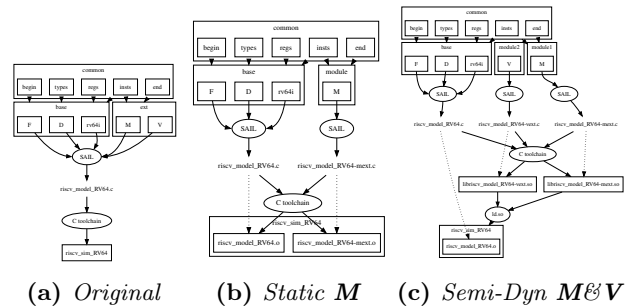 common
begin types regs insts end
base ext
F D rv64i M V
SAIL
riscv_model_RV64.c
C toolchain
riscv_sim_RV64
(a) Original
common
begin types regs insts end
base module
F D rv64i M
SAIL SAIL
riscv_model_RV64.c riscv_model_RV64-mext.c
C toolchain
riscv_sim_RV64
riscv_model_RV64.o riscv_model_RV64-mext.o
(b) Static M
common
begin types regs insts end
base module2 module1
F D rv64i V M
SAIL SAIL SAIL
riscv_model_RV64.c riscv_model_RV64-vext.c riscv_model_RV64-mext.c
C toolchain
libriscv_model_RV64-vext.so libriscv_model_RV64-mext.so
ld.so
riscv_sim_RV64
riscv_model_RV64.o
(c) Semi-Dyn M&V